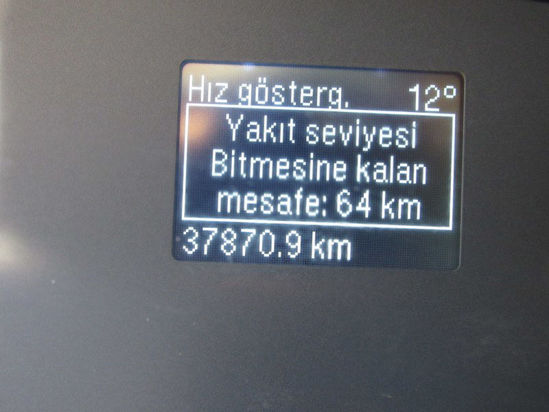 Hız gösterg. 12°
Yakıt seviyesi
Bitmesine kalan
mesafe: 64 km
37870.9 km